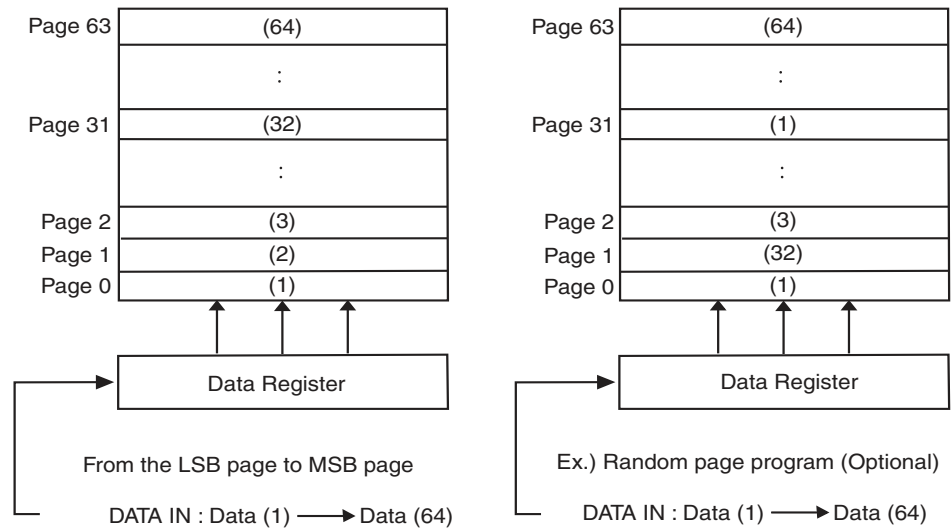 Page 63 (64)
:
Page 31 (32)
:
Page 2 (3)
Page 1 (2)
Page 0 (1)
Data Register
From the LSB page to MSB page
DATA IN : Data (1) → Data (64)
Page 63 (64)
:
Page 31 (1)
:
Page 2 (3)
Page 1 (32)
Page 0 (1)
Data Register
Ex.) Random page program (Optional)
DATA IN : Data (1) → Data (64)